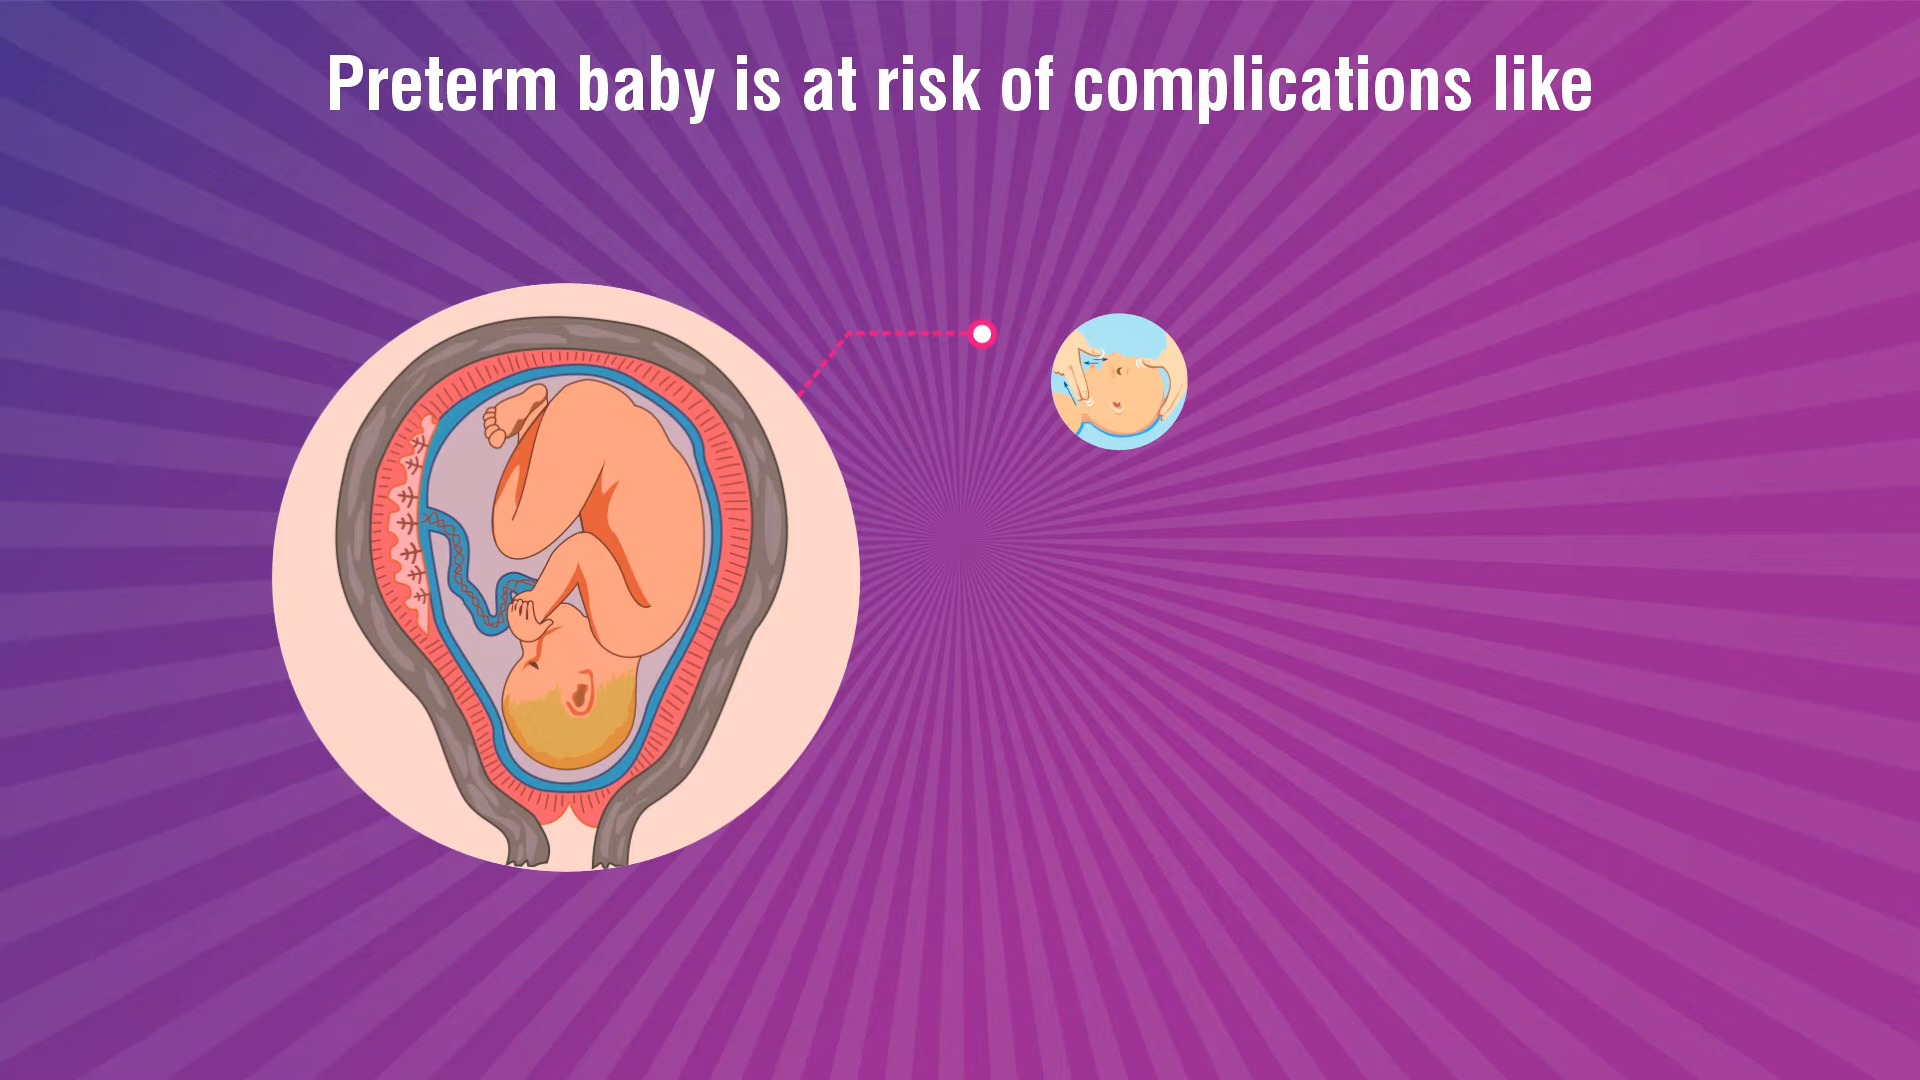 Preterm baby is at risk of complications like